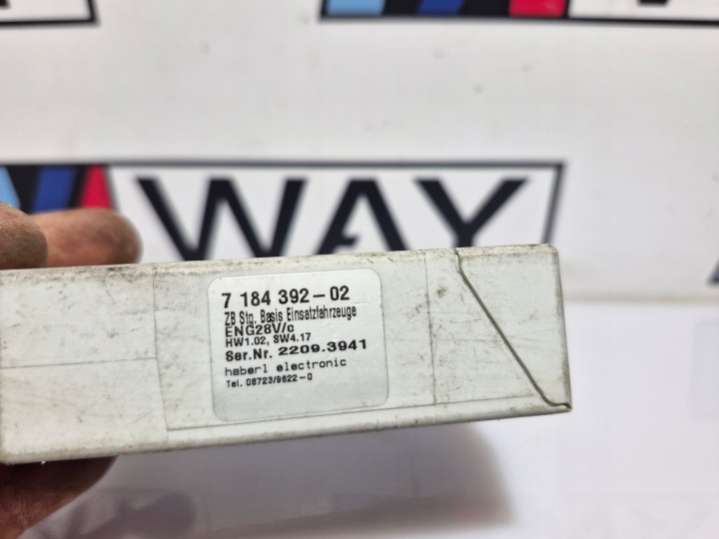 WAY
7 184 392-02
ZB Stg. Basis Einsatzfahrzeuge
ENG28V/c
HW1.02, SW4.17
Ser.Nr. 2209.3941
haberl electronic
Tel. 08723/9622-0